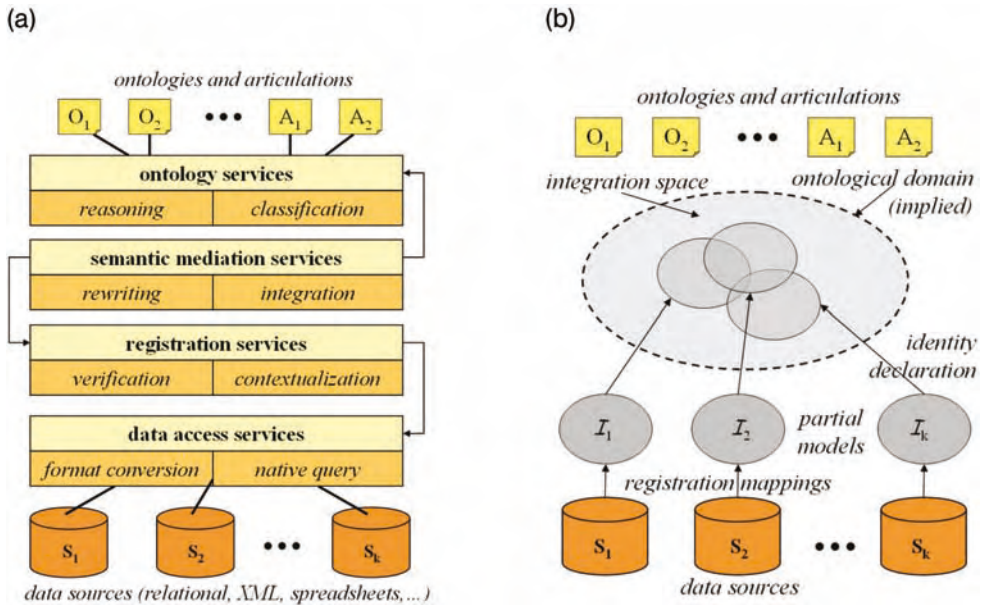 (a)
ontologies and articulations
O1 O2 ••• A1 A2
ontology services
reasoning classification
semantic mediation services
rewriting integration
registration services
verification contextualization
data access services
format conversion native query
S1 S2 ••• Sk
data sources (relational, XML, spreadsheets,...)
(b)
ontologies and articulations
O1 O2 ••• A1 A2
integration space
ontological domain
(implied)
identity
declaration
I1 I2 Ik
partial
models
registration mappings
S1 S2 ••• Sk
data sources